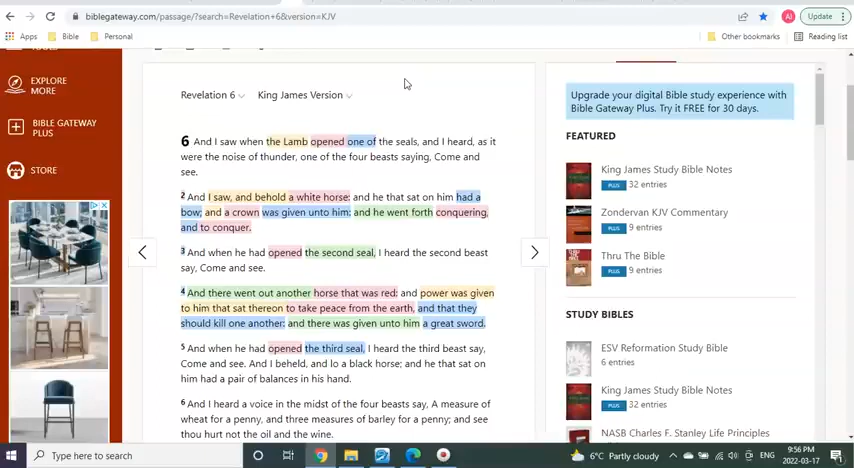 biblegateway.com/passage/?search=Revelation+6&version=KJV
AI
Update
Apps
Bible
Personal
Other bookmarks
Reading list
EXPLORE
MORE
BIBLE GATEWAY
PLUS
STORE
Revelation 6
King James Version
6 And I saw when the Lamb opened one of the seals, and I heard, as it
were the noise of thunder, one of the four beasts saying, Come and
see.
2 And I saw, and behold a white horse: and he that sat on him had a
bow; and a crown was given unto him: and he went forth conquering,
and to conquer.
3 And when he had opened the second seal, I heard the second beast
say, Come and see.
4 And there went out another horse that was red: and power was given
to him that sat thereon to take peace from the earth, and that they
should kill one another: and there was given unto him a great sword.
5 And when he had opened the third seal, I heard the third beast say,
Come and see. And I beheld, and lo a black horse; and he that sat on
him had a pair of balances in his hand.
6 And I heard a voice in the midst of the four beasts say, A measure of
wheat for a penny, and three measures of barley for a penny; and see
thou hurt not the oil and the wine.
Upgrade your digital Bible study experience with
Bible Gateway Plus. Try it FREE for 30 days.
FEATURED
King James Study Bible Notes
PLUS 32 entries
Zondervan KJV Commentary
PLUS 9 entries
Thru The Bible
PLUS 9 entries
STUDY BIBLES
ESV Reformation Study Bible
6 entries
King James Study Bible Notes
PLUS 32 entries
NASB Charles F. Stanley Life Principles
Type here to search
6°C Partly cloudy
ENG
9:56 PM
2022-03-17